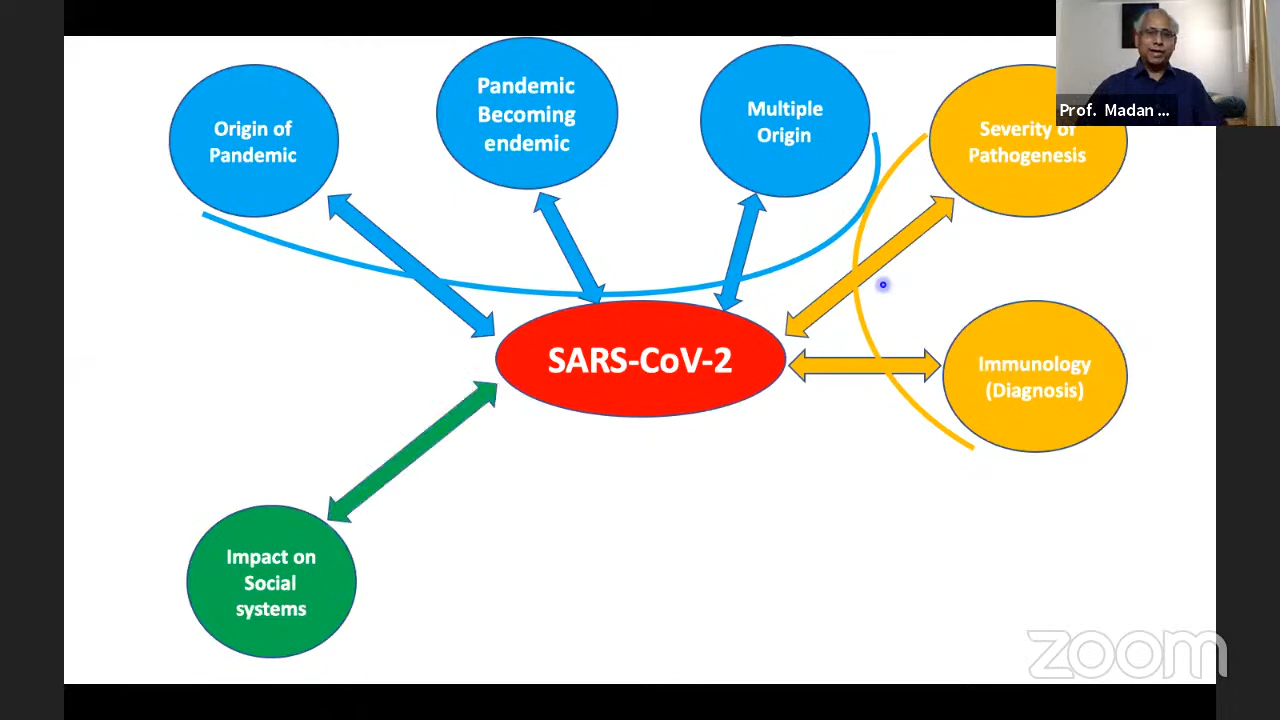 Origin of
Pandemic
Pandemic
Becoming
endemic
Multiple
Origin
Prof. Madan ...
Severity of
Pathogenesis
SARS-CoV-2
Immunology
(Diagnosis)
Impact on
Social
systems
zoom